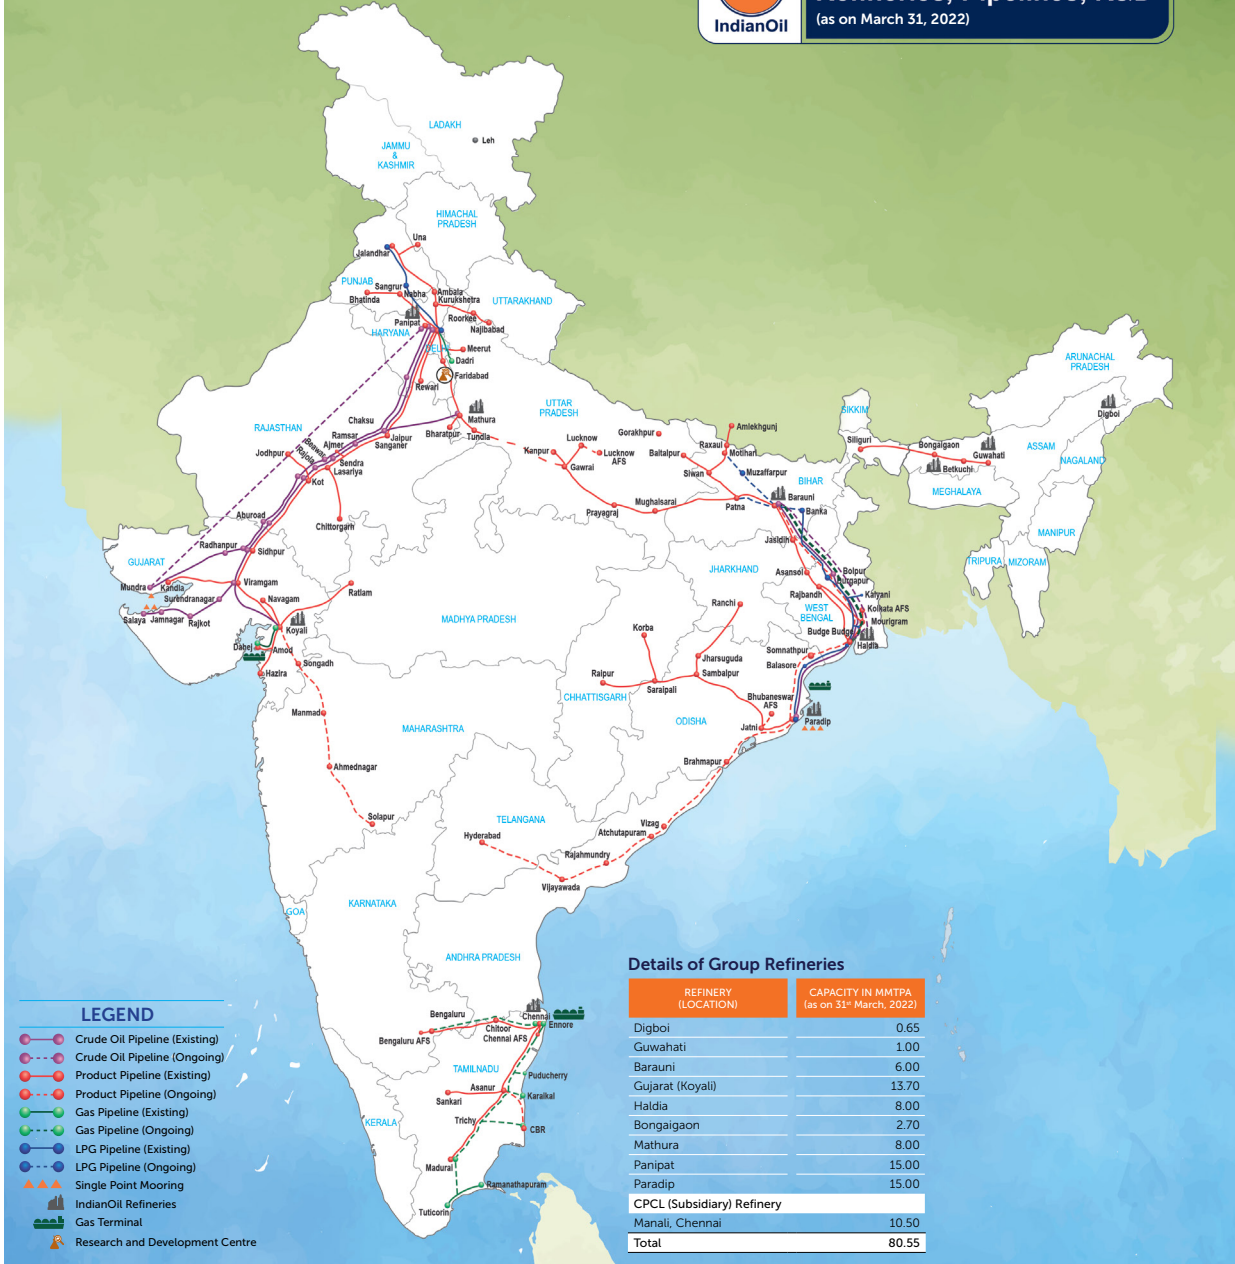 IndianOil
(as on March 31, 2022)
LADAKH
Leh
JAMMU
&
KASHMIR
HIMACHAL
PRADESH
Una
Jalandhar
PUNJAB
Sangrur
Nabha
Bhatinda
Ambala
Kurukshetra
UTTARAKHAND
Roorkee
Najibabad
Panipat
HARYANA
DELHI
Meerut
Dadri
Faridabad
Rewari
UTTAR
PRADESH
Mathura
Bharatpur
Tundla
RAJASTHAN
Chaksu
Ramsar
Ajmer
Beawar
Rajola
Jaipur
Sanganer
Jodhpur
Sendra
Lasariya
Kot
Chittorgarh
Aburoad
Radhanpur
Sidhpur
GUJARAT
Mundra
Kandla
Viramgam
Surendranagar
Navagam
Ratlam
Salaya
Jamnagar
Rajkot
Koyali
Dahej
Amod
Hazira
Songadh
Manmad
Ahmednagar
Solapur
Kanpur
Lucknow
Lucknow
AFS
Gawrai
Gorakhpur
Baitalpur
Amlekhgunj
Raxaul
Motihari
Siwan
Muzaffarpur
BIHAR
Prayagraj
Mughalsarai
Patna
Barauni
Banka
Jasidih
SIKKIM
Siliguri
Bongaigaon
Guwahati
Betkuchi
Digboi
ARUNACHAL
PRADESH
ASSAM
NAGALAND
MEGHALAYA
MANIPUR
TRIPURA
MIZORAM
JHARKHAND
Asansol
Bolpur
Durgapur
Rajbandh
Kalyani
WEST
BENGAL
Kolkata AFS
Mourigram
Budge Budge
Haldia
Ranchi
MADHYA PRADESH
Korba
Jharsuguda
Somnathpur
Balasore
Raipur
Saraipali
Sambalpur
CHHATTISGARH
Bhubaneswar
AFS
ODISHA
Jatni
Paradip
MAHARASHTRA
Brahmapur
TELANGANA
Hyderabad
Vizag
Atchutapuram
Rajahmundry
Vijayawada
KARNATAKA
GOA
ANDHRA PRADESH
Bengaluru
Bengaluru AFS
Chitoor
Chennai
Ennore
Chennai AFS
TAMILNADU
Puducherry
Asanur
Karaikal
Sankari
KERALA
Trichy
CBR
Madurai
Ramanathapuram
Tuticorin
LEGEND
Crude Oil Pipeline (Existing)
Crude Oil Pipeline (Ongoing)
Product Pipeline (Existing)
Product Pipeline (Ongoing)
Gas Pipeline (Existing)
Gas Pipeline (Ongoing)
LPG Pipeline (Existing)
LPG Pipeline (Ongoing)
Single Point Mooring
IndianOil Refineries
Gas Terminal
Research and Development Centre
Details of Group Refineries
REFINERY (LOCATION) CAPACITY IN MMTPA (as on 31st March, 2022)
Digboi 0.65
Guwahati 1.00
Barauni 6.00
Gujarat (Koyali) 13.70
Haldia 8.00
Bongaigaon 2.70
Mathura 8.00
Panipat 15.00
Paradip 15.00
CPCL (Subsidiary) Refinery
Manali, Chennai 10.50
Total 80.55